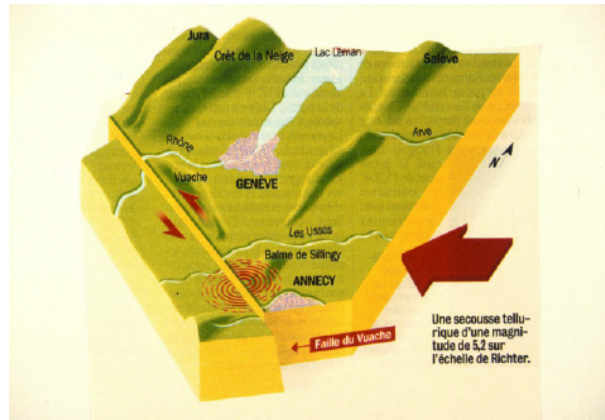 Jura
Crêt de la Neige
Lac Léman
Salève
Rhône
Arve
Vuache
GENÈVE
N
Les Usses
Balme de Sillingy
ANNECY
Faille du Vuache
Une secousse tellu-
rique d'une magni-
tude de 5,2 sur
l'échelle de Richter.